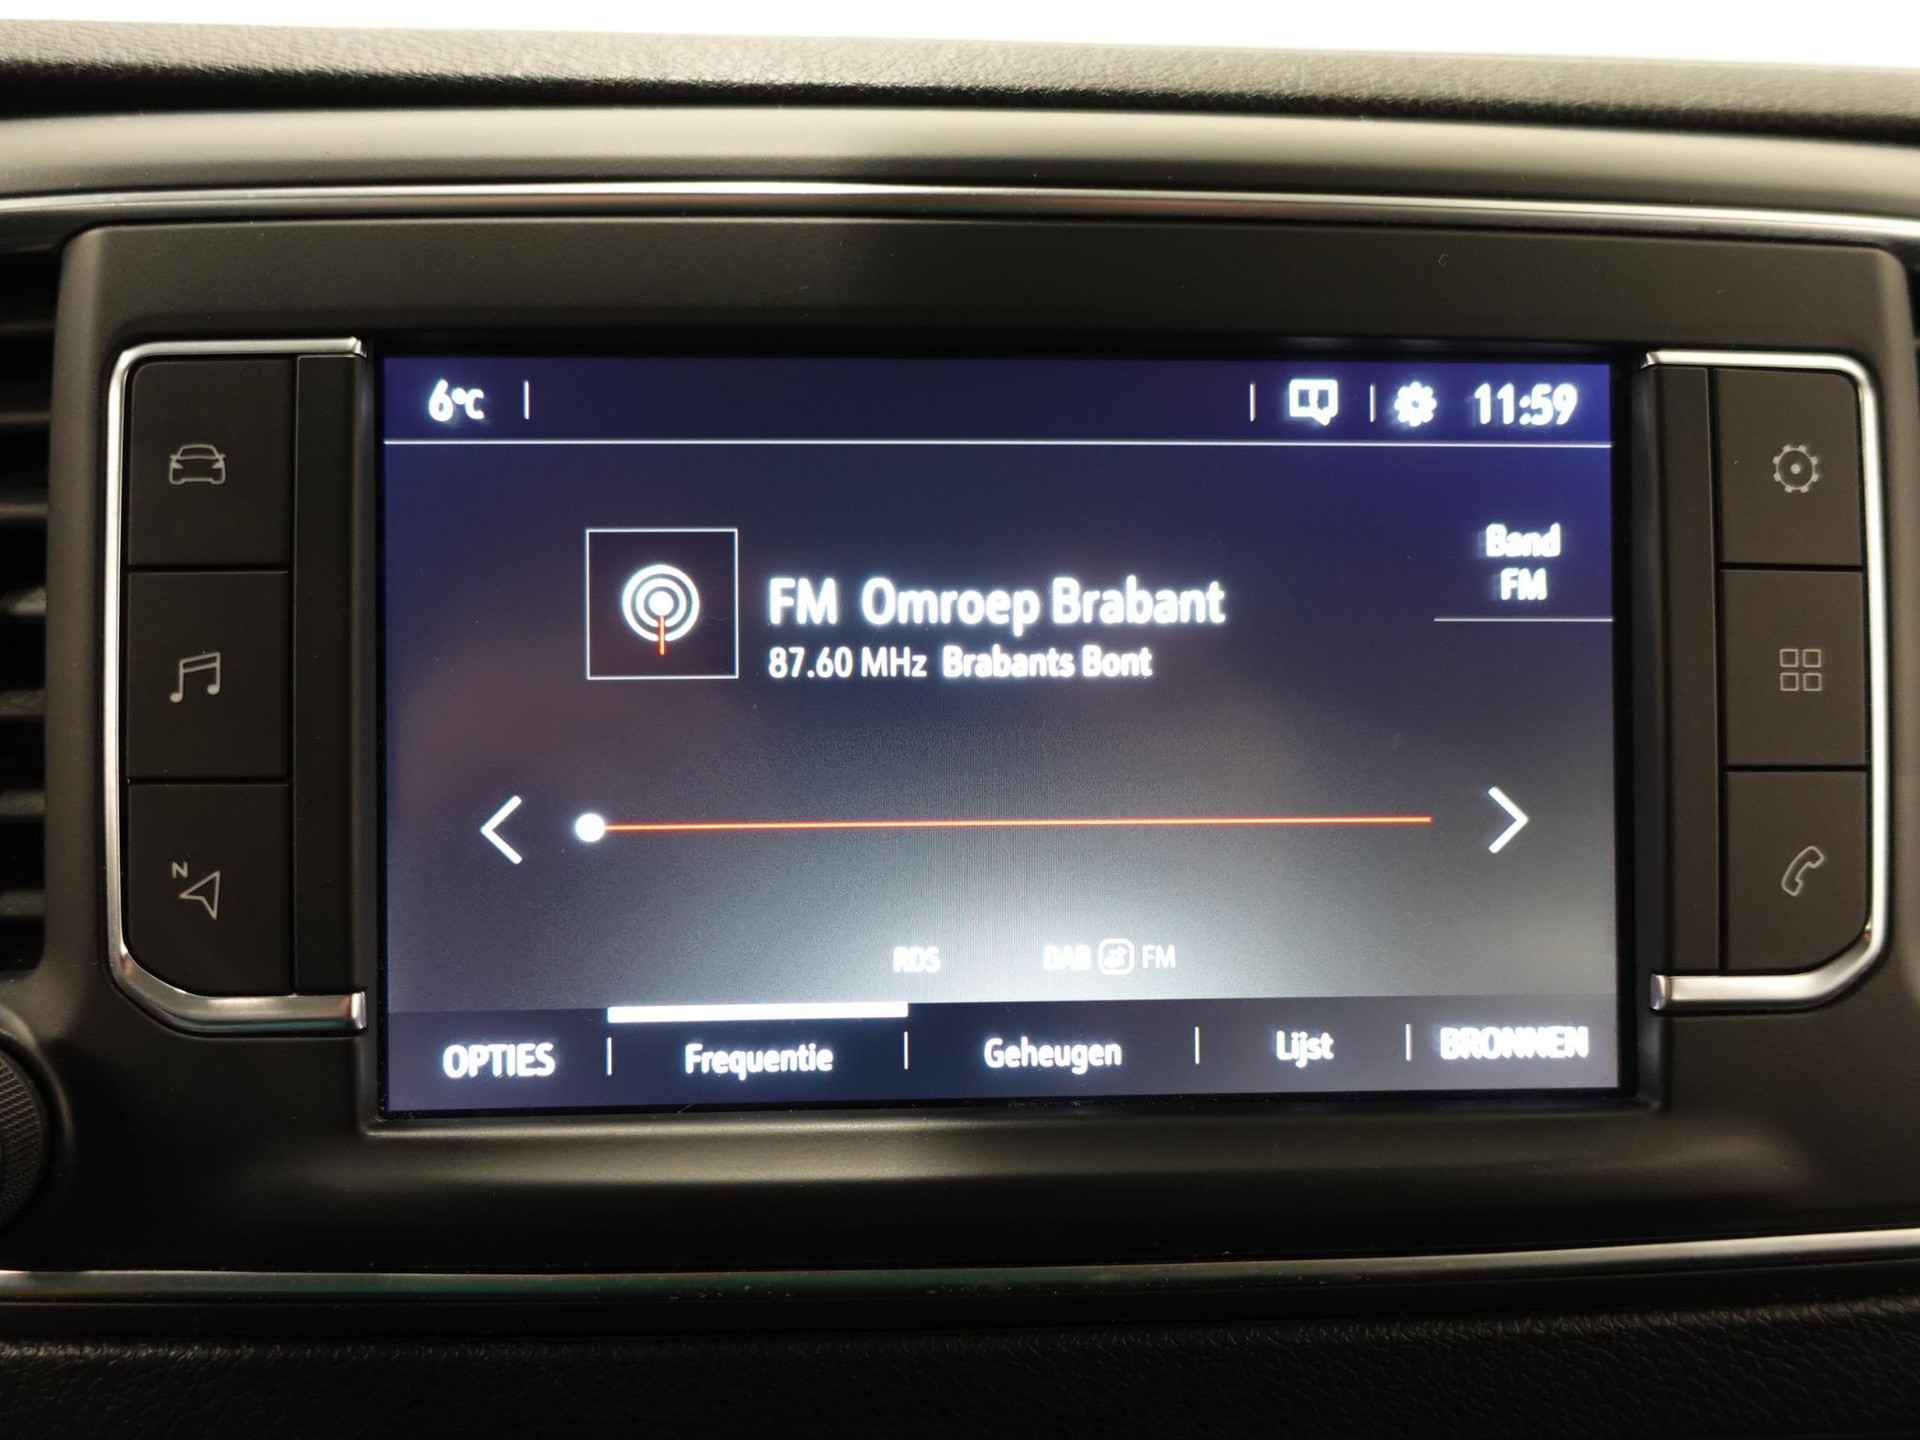 6°C 11:59
Band
FM
FM Omroep Brabant
87.60 MHz Brabants Bont
N
RDS DAB FM
OPTIES Frequentie Geheugen Lijst BRONNEN